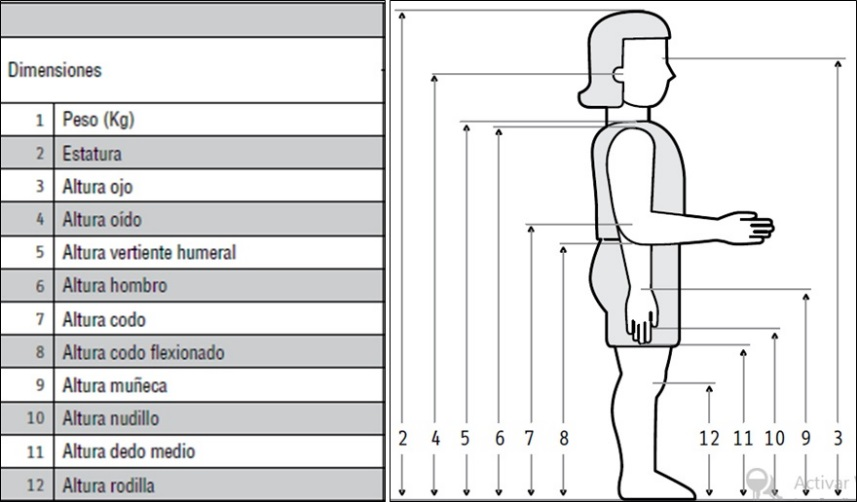 Dimensiones
1 Peso (Kg)
2 Estatura
3 Altura ojo
4 Altura oído
5 Altura vertiente humeral
6 Altura hombro
7 Altura codo
8 Altura codo flexionado
9 Altura muñeca
10 Altura nudillo
11 Altura dedo medio
12 Altura rodilla
2 4 5 6 7 8 12 11 10 9 3
Activar